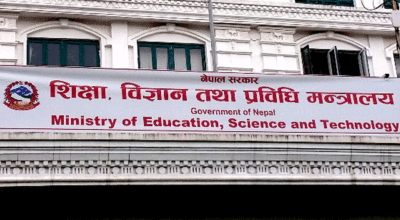 नेपाल सरकार
शिक्षा, विज्ञान तथा प्रविधि मन्त्रालय
Government of Nepal
Ministry of Education, Science and Technology